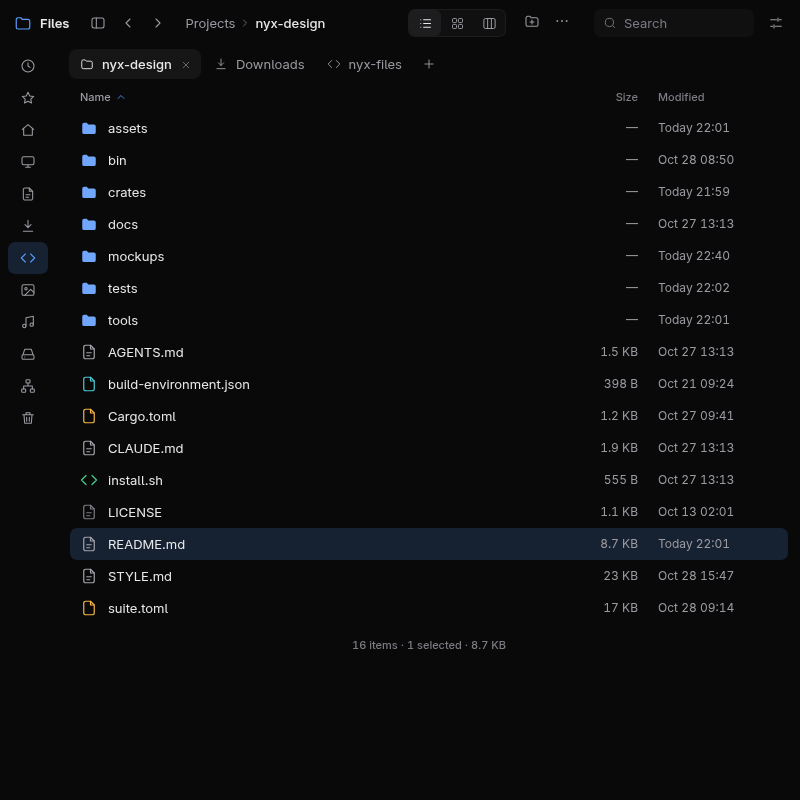 Files Projects nyx-design Search
nyx-design Downloads nyx-files
Name Size Modified
assets — Today 22:01
bin — Oct 28 08:50
crates — Today 21:59
docs — Oct 27 13:13
mockups — Today 22:40
tests — Today 22:02
tools — Today 22:01
AGENTS.md 1.5 KB Oct 27 13:13
build-environment.json 398 B Oct 21 09:24
Cargo.toml 1.2 KB Oct 27 09:41
CLAUDE.md 1.9 KB Oct 27 13:13
install.sh 555 B Oct 27 13:13
LICENSE 1.1 KB Oct 13 02:01
README.md 8.7 KB Today 22:01
STYLE.md 23 KB Oct 28 15:47
suite.toml 17 KB Oct 28 09:14
16 items · 1 selected · 8.7 KB